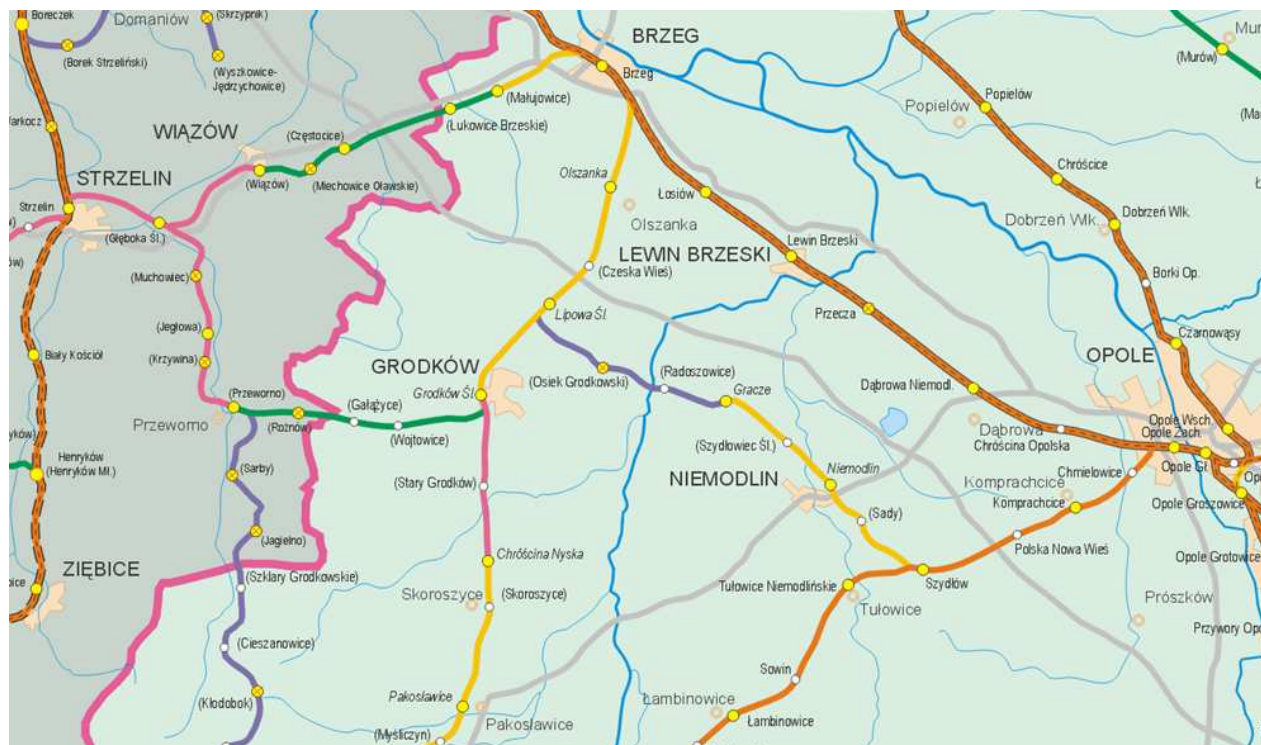 Boreczek
Domaniów
(Skrzypnik)
(Borek Strzeliński)
(Wyszkowice-
Jędrzychowice)
BRZEG
Brzeg
(Murów)
Popielów
Popielów
(Małujowice)
(Łukowice Brzeskie)
WIĄZÓW
(Częstocice)
(Wiązów)
(Miechowice Oławskie)
Chróścice
STRZELIN
Strzelin
Olszanka
Olszanka
Łosiów
Dobrzeń Wlk.
Dobrzeń Wlk.
(Głęboka Śl.)
LEWIN BRZESKI
Lewin Brzeski
(Muchowiec)
(Czeska Wieś)
Borki Op.
Lipowa Śl.
Przecza
(Jegłowa)
Czarnowąsy
Biały Kościół
(Krzywina)
GRODKÓW
Grodków Śl.
(Osiek Grodkowski)
(Radoszowice)
Gracze
OPOLE
Dąbrowa Niemodl.
(Przeworno)
Przeworno
(Rożnów)
(Gałążyce)
(Wojtowice)
Dąbrowa
Chróścina Opolska
Opole Wsch.
Opole Zach.
Opole Gł.
(Szydłowiec Śl.)
Henryków
(Henryków Mł.)
(Sarby)
(Stary Grodków)
NIEMODLIN
Niemodlin
Chmielowice
Komprachcice
Komprachcice
Opole Groszowice
(Sady)
(Jagielno)
Polska Nowa Wieś
Opole Grotowice
Chróścina Nyska
ZIĘBICE
(Szklary Grodkowskie)
Skoroszyce
(Skoroszyce)
Tułowice Niemodlińskie
Szydłów
Tułowice
Prószków
Przywory Opo
(Cieszanowice)
Sowin
(Kłodobok)
Pakosławice
Pakosławice
Łambinowice
Łambinowice
(Myśliczyn)